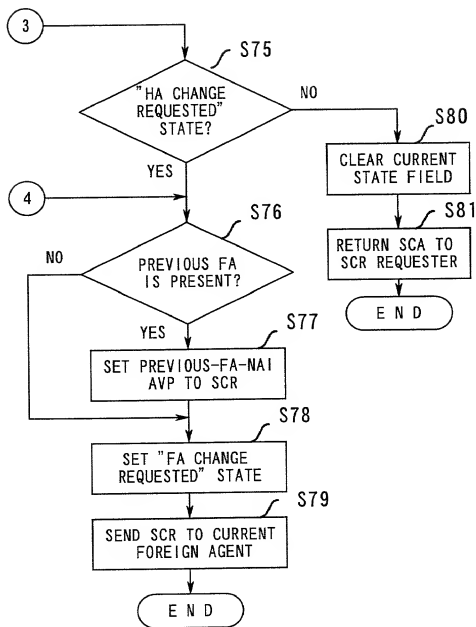 3
S75
"HA CHANGE
REQUESTED"
STATE?
NO
YES
S80
CLEAR CURRENT
STATE FIELD
S81
RETURN SCA TO
SCR REQUESTER
END
4
S76
PREVIOUS FA
IS PRESENT?
NO
YES
S77
SET PREVIOUS-FA-NAI
AVP TO SCR
S78
SET "FA CHANGE
REQUESTED" STATE
S79
SEND SCR TO CURRENT
FOREIGN AGENT
END